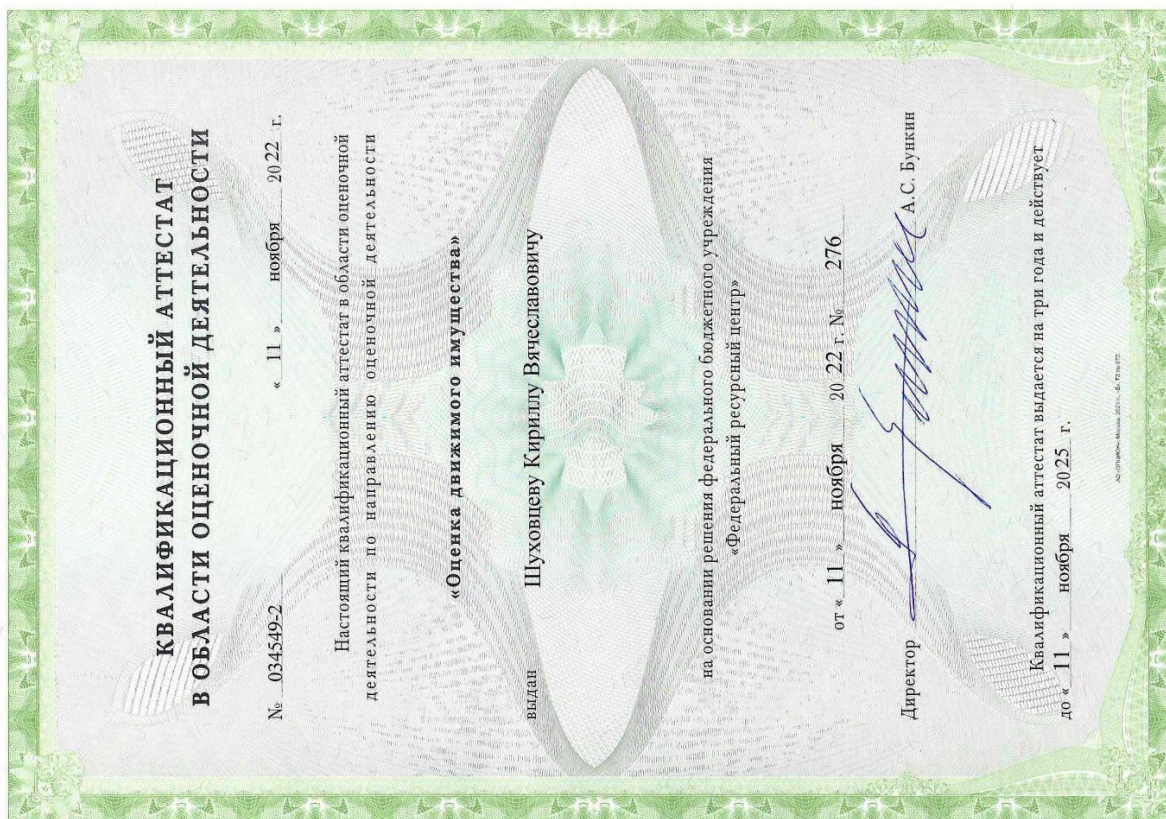 КВАЛИФИКАЦИОННЫЙ АТТЕСТАТ
В ОБЛАСТИ ОЦЕНОЧНОЙ ДЕЯТЕЛЬНОСТИ
№ 034549-2 « 11 » ноября 20 22 г.
Настоящий квалификационный аттестат в области оценочной
деятельности по направлению оценочной деятельности
«Оценка движимого имущества»
выдан Шуховцеву Кириллу Вячеславовичу
на основании решения федерального бюджетного учреждения
«Федеральный ресурсный центр»
от « 11 » ноября 20 22 г. № 276
Директор А.С. Бункин
Квалификационный аттестат выдается на три года и действует
до « 11 » ноября 20 25 г.